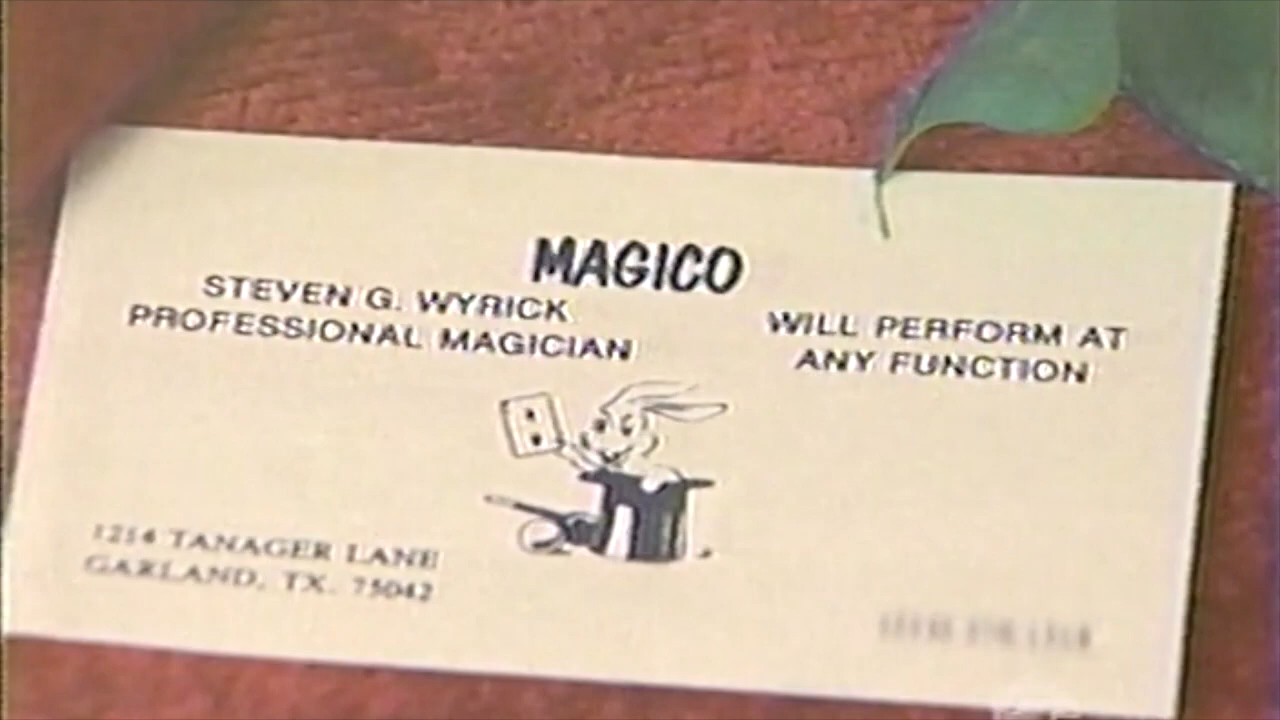 MAGICO
STEVEN G. WYRICK
PROFESSIONAL MAGICIAN
WILL PERFORM AT
ANY FUNCTION
1214 TANAGER LANE
GARLAND, TX. 75042